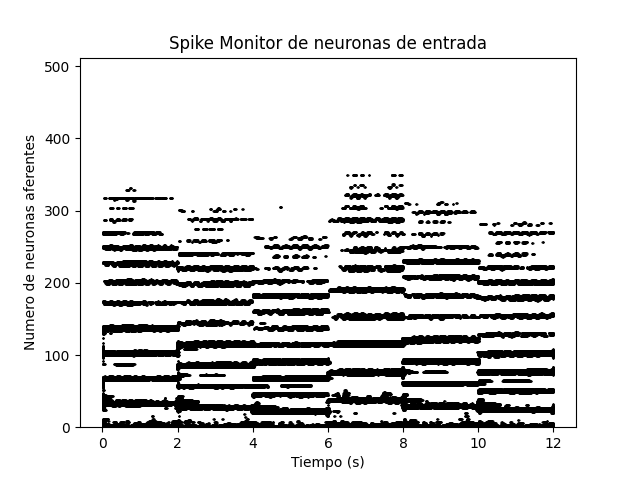 Spike Monitor de neuronas de entrada
500
400
300
200
100
0
Numero de neuronas aferentes
0 2 4 6 8 10 12
Tiempo (s)